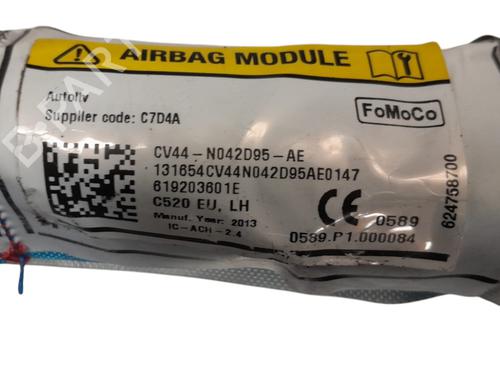 AIRBAG MODULE
Autoliv
Supplier code: C7D4A
FoMoCo
CV44-N042D95-AE
131654CV44N042D95AE0147
619203601E
C520 EU, LH
Manuf. Year: 2013
IC-ACH-2.4
CE 0589
0589.P1.000084
624758700